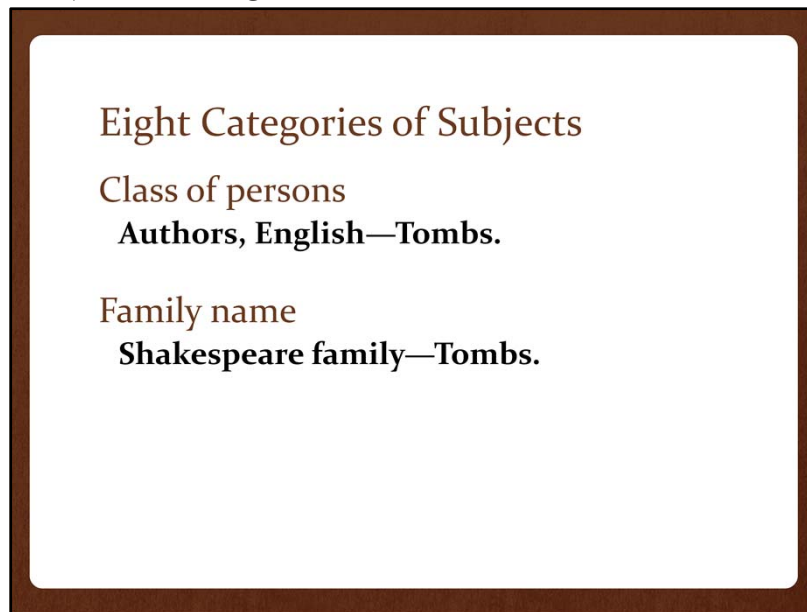 Eight Categories of Subjects
Class of persons
Authors, English—Tombs.
Family name
Shakespeare family—Tombs.